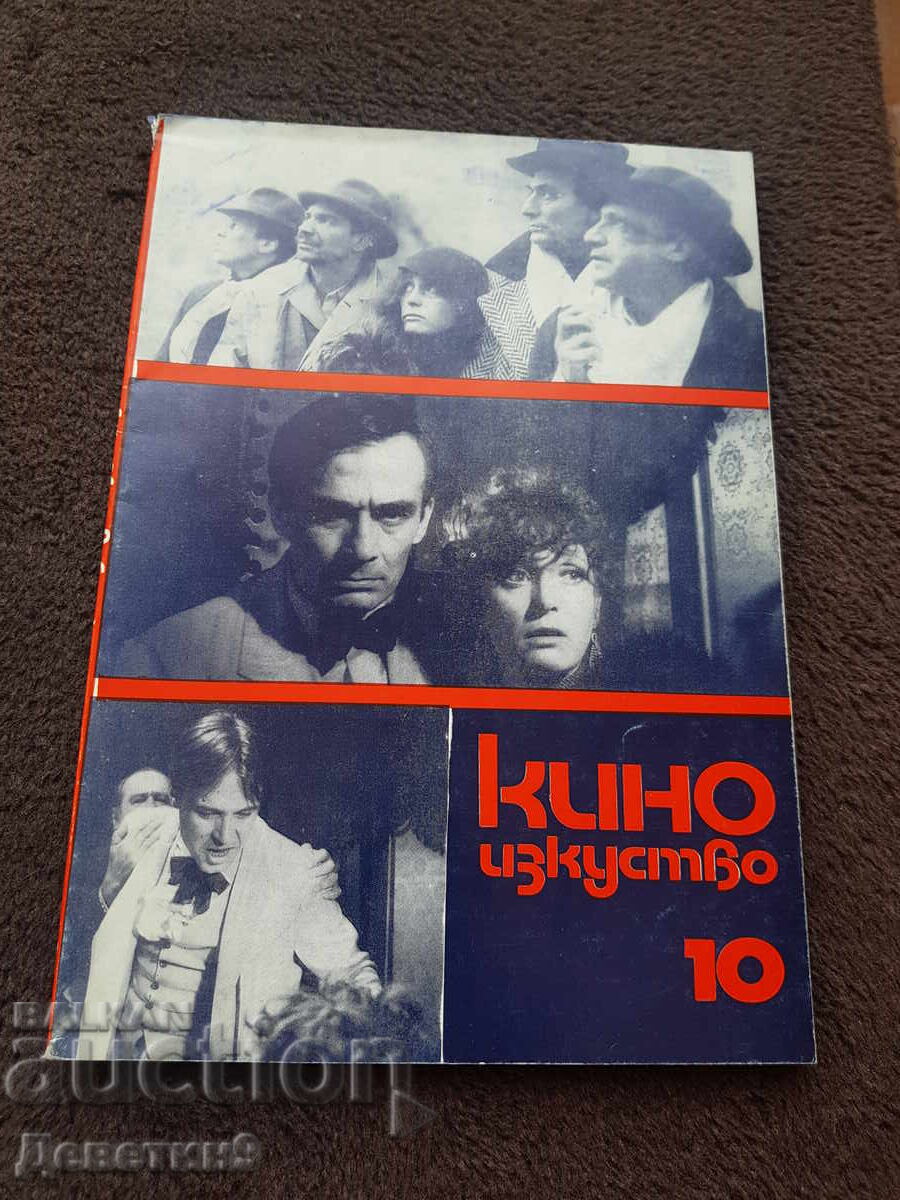 кино
изкуство
10
BALKAN
auction
Деветкин9